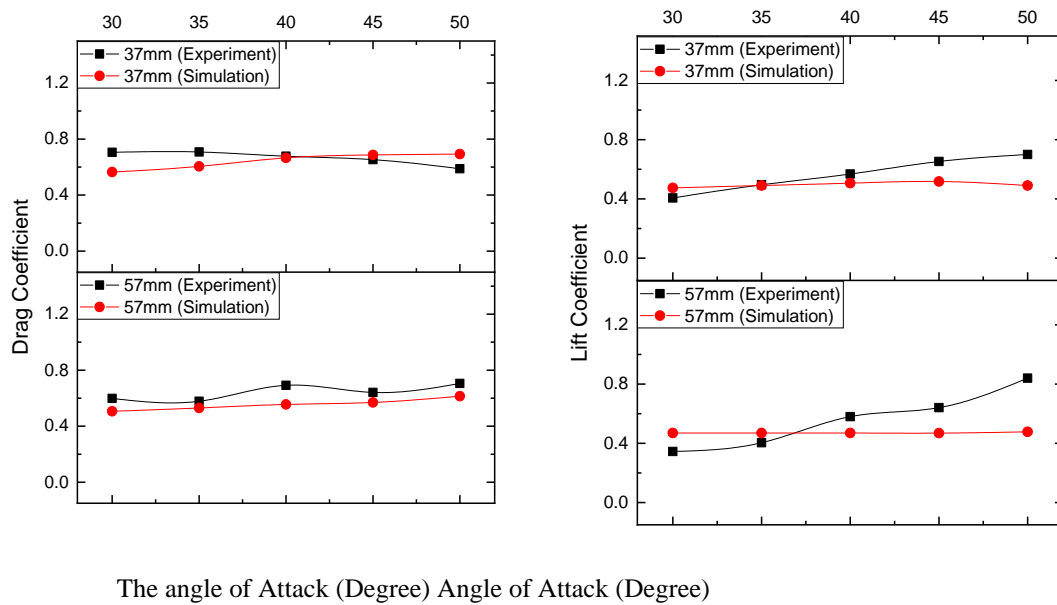 30 35 40 45 50
37mm (Experiment)
37mm (Simulation)
1.2
0.8
0.4
0.0
57mm (Experiment)
57mm (Simulation)
1.2
0.8
0.4
0.0
Drag Coefficient
30 35 40 45 50
37mm (Experiment)
37mm (Simulation)
1.2
0.8
0.4
0.0
57mm (Experiment)
57mm (Simulation)
1.2
0.8
0.4
0.0
Lift Coefficient
The angle of Attack (Degree) Angle of Attack (Degree)